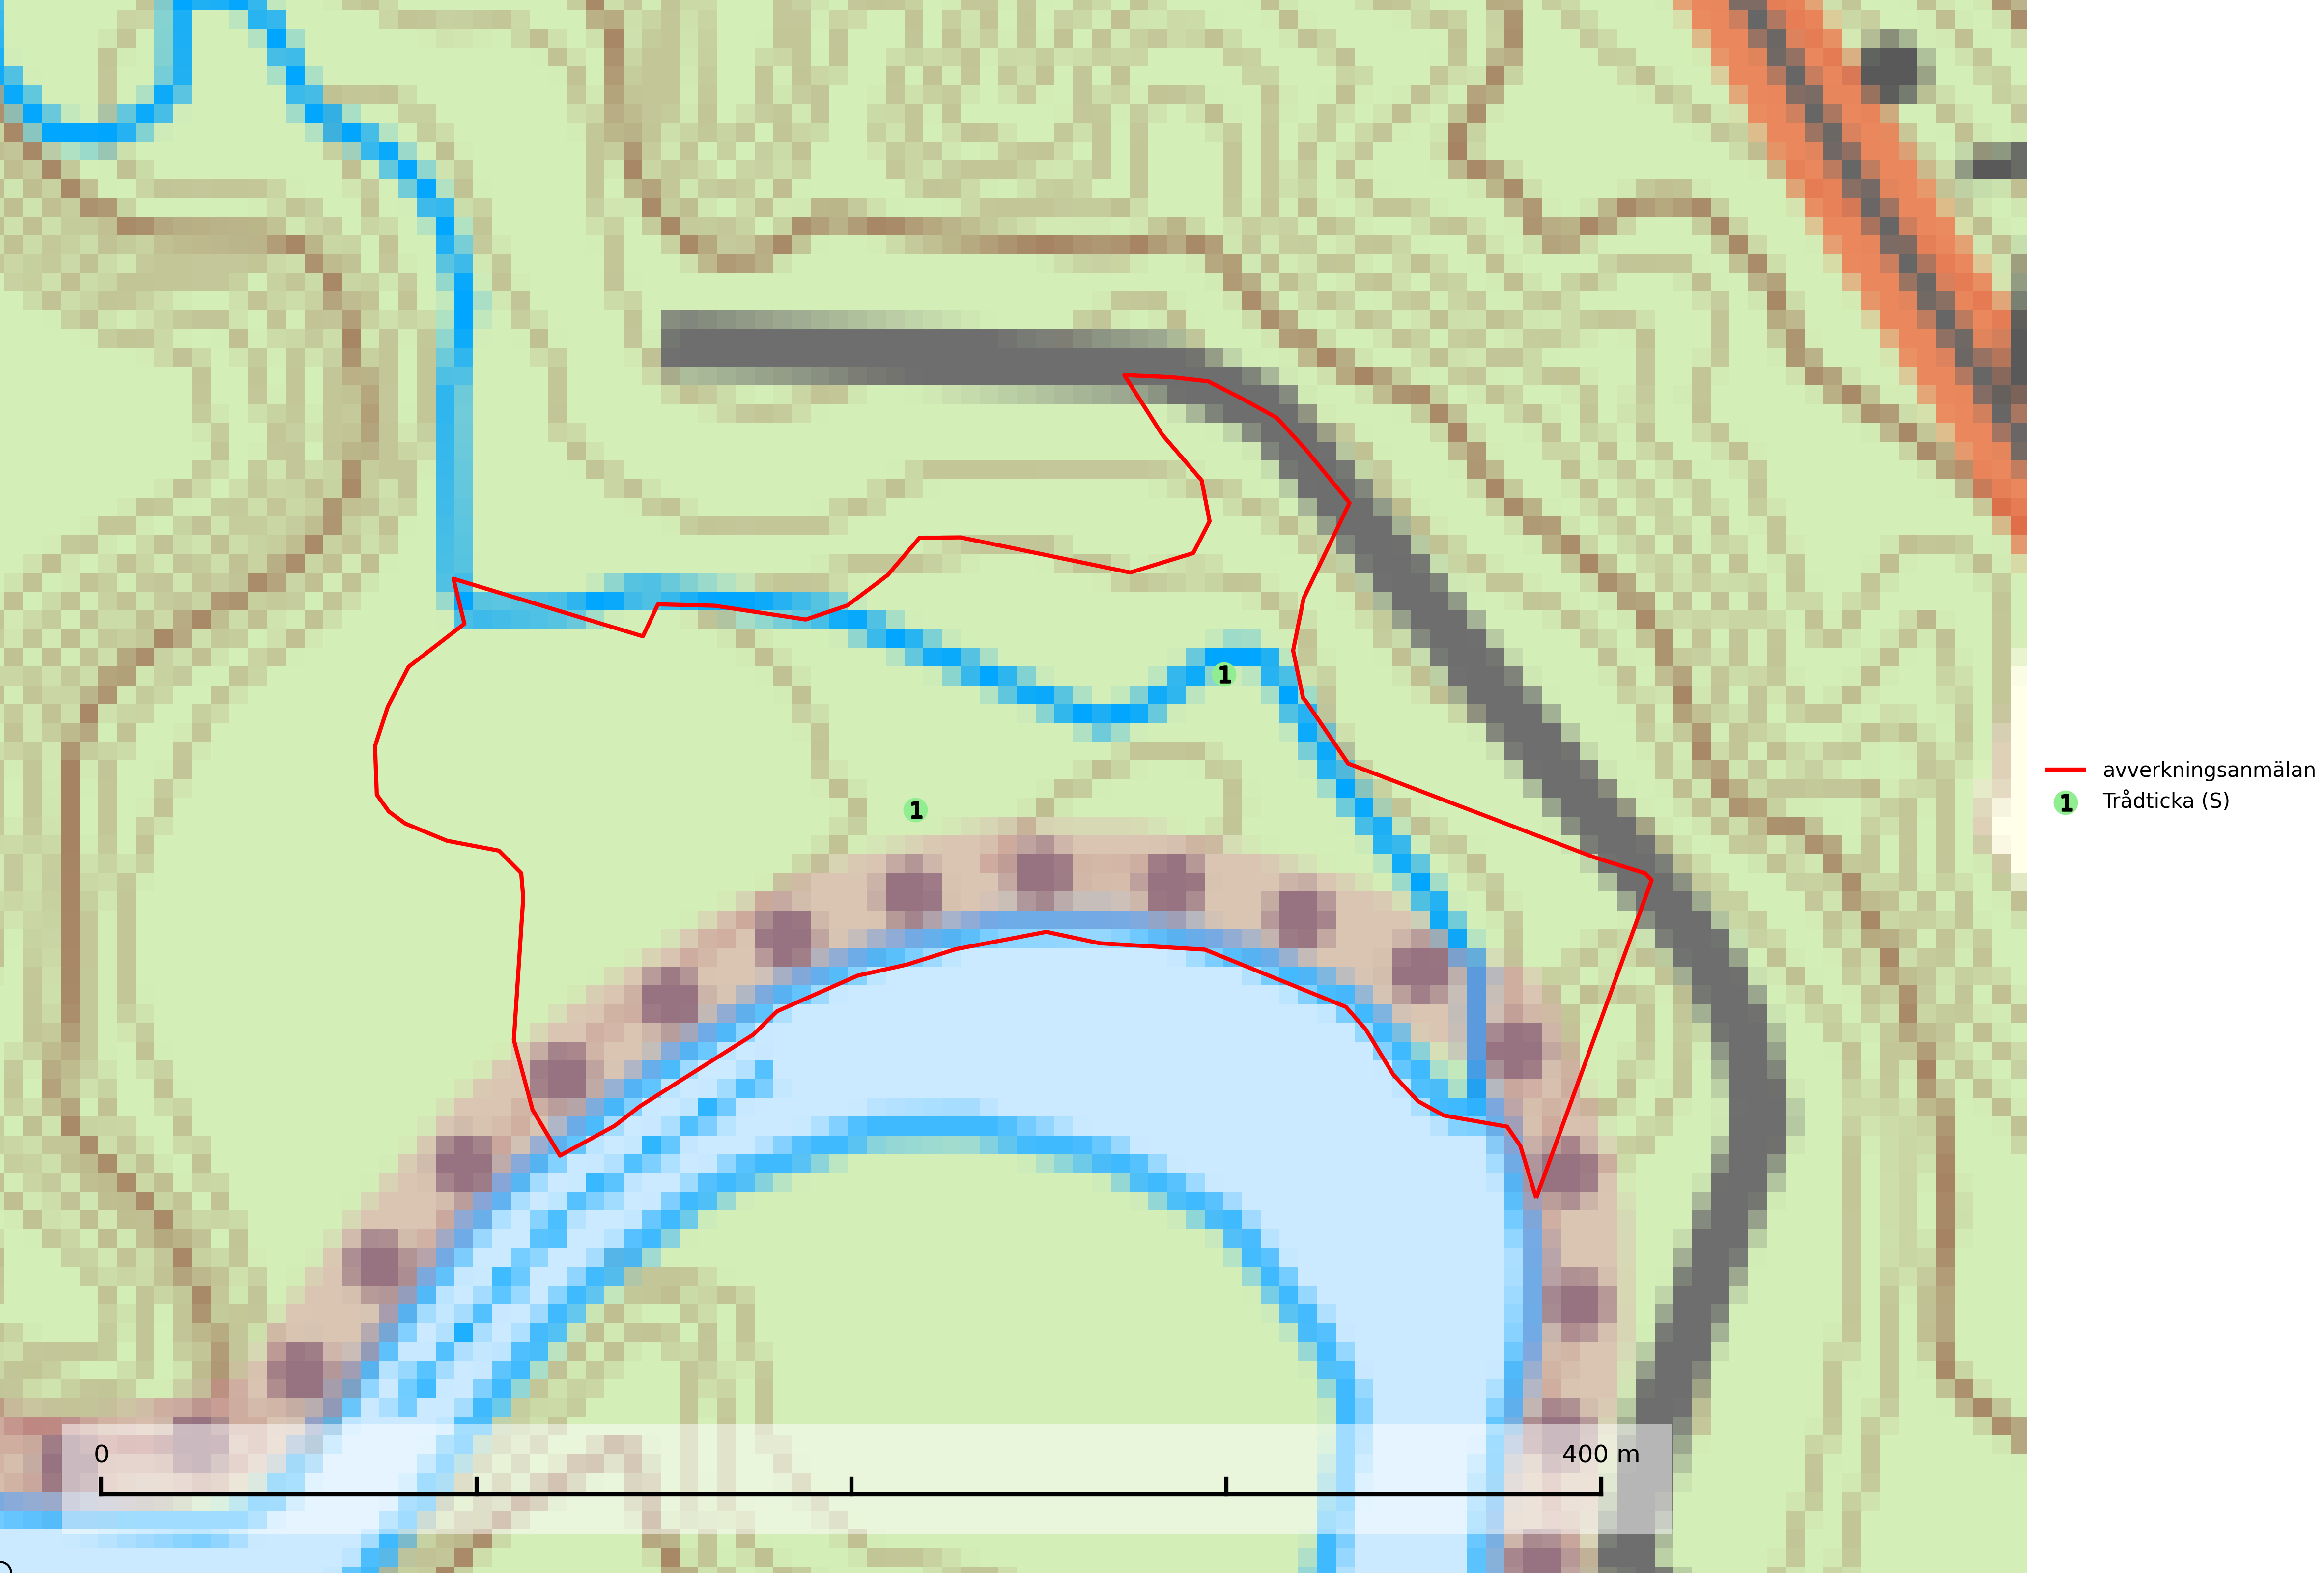 1
1
avverkningsanmälan
1 Trådticka (S)
0 400 m